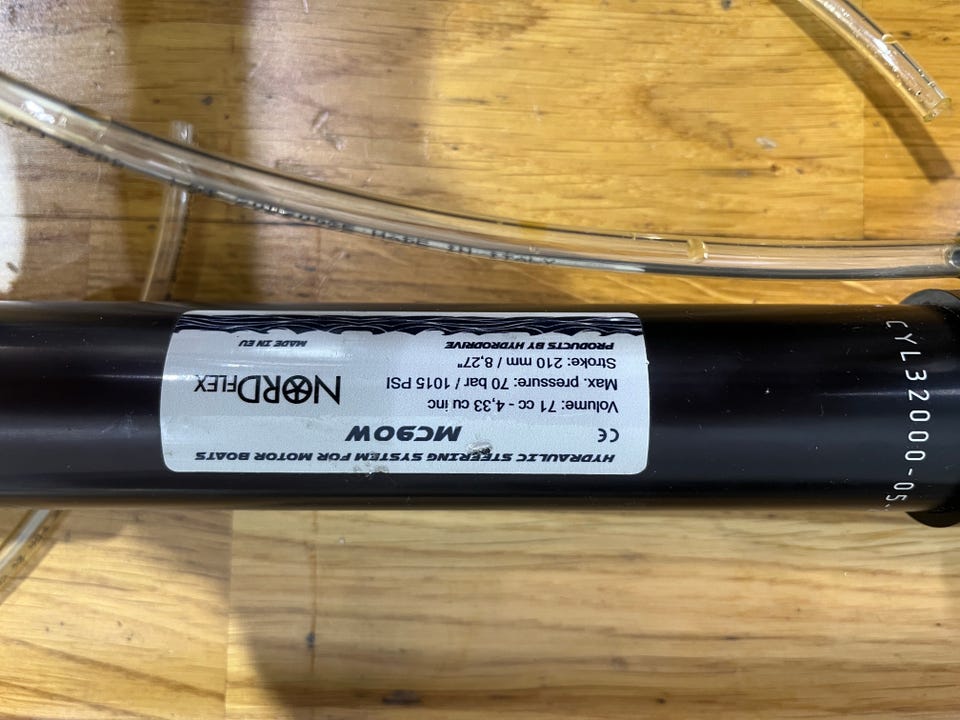 HYDRAULIC STEERING SYSTEM FOR MOTOR BOATS
MC90W
CE
Volume: 71 cc - 4,33 cu inc
Max. pressure: 70 bar / 1015 PSI
Stroke: 210 mm / 8,27"
NORDFLEX
PRODUCTS BY HYDRODRIVE
MADE IN EU
CYL32000-05